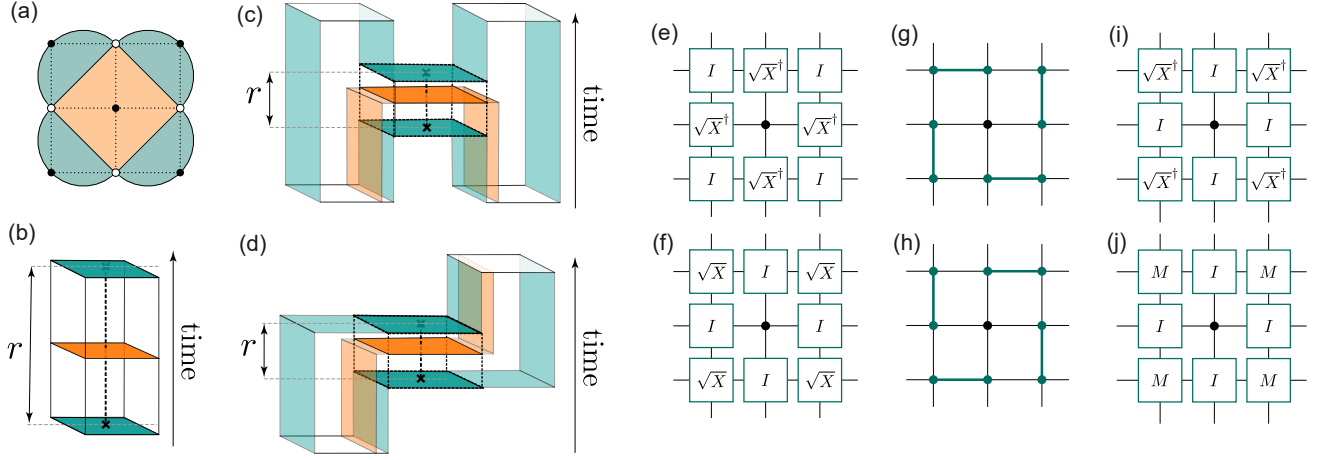 (a)
(b)
r
time
(c)
r
time
(d)
r
time
(e)
I √X† I
√X† √X†
I √X† I
(f)
√X I √X
I I
√X I √X
(g)
(h)
(i)
√X† I √X†
I I
√X† I √X†
(j)
M I M
I I
M I M